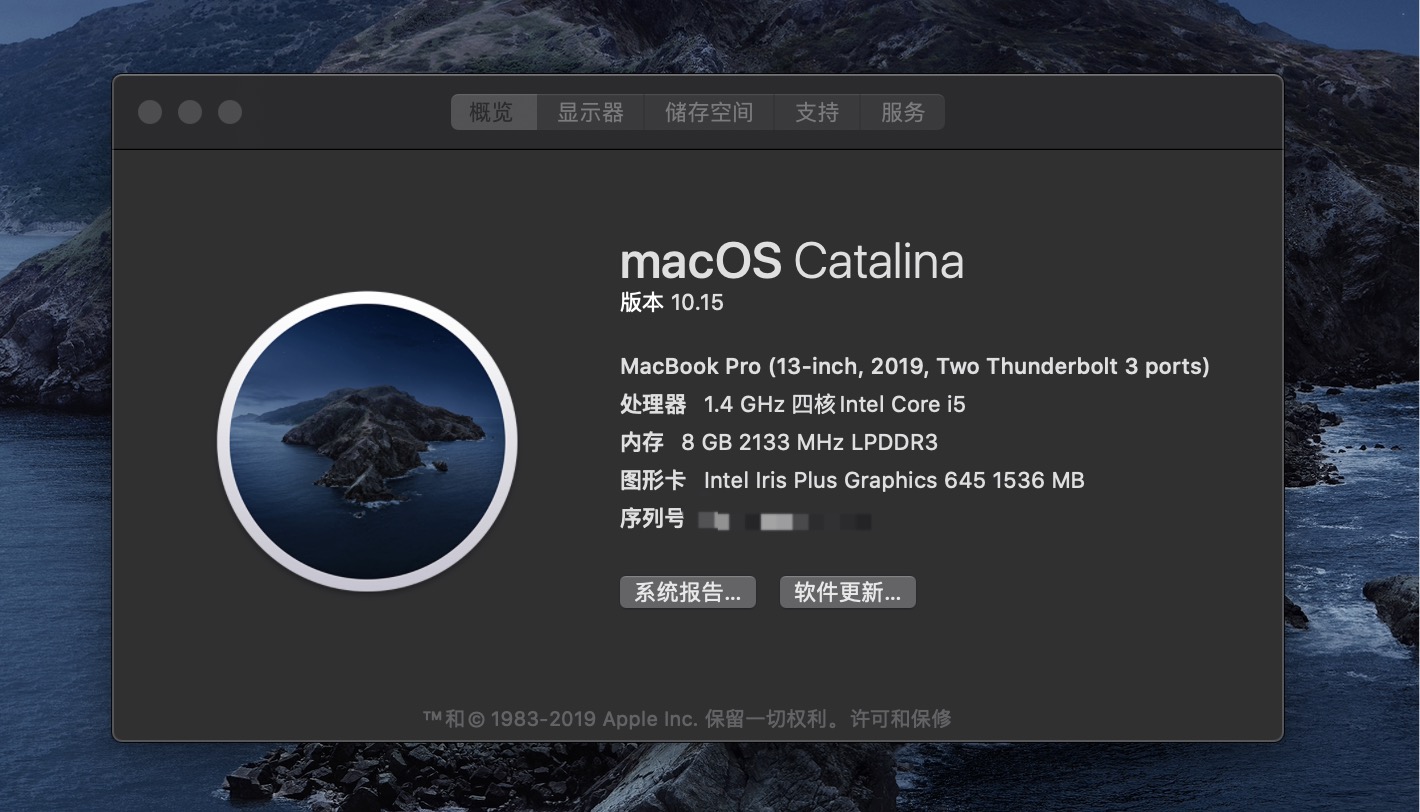 概览 显示器 储存空间 支持 服务
macOS Catalina
版本 10.15
MacBook Pro (13-inch, 2019, Two Thunderbolt 3 ports)
处理器 1.4 GHz 四核Intel Core i5
内存 8 GB 2133 MHz LPDDR3
图形卡 Intel Iris Plus Graphics 645 1536 MB
序列号
系统报告... 软件更新...
™和© 1983-2019 Apple Inc. 保留一切权利。许可和保修